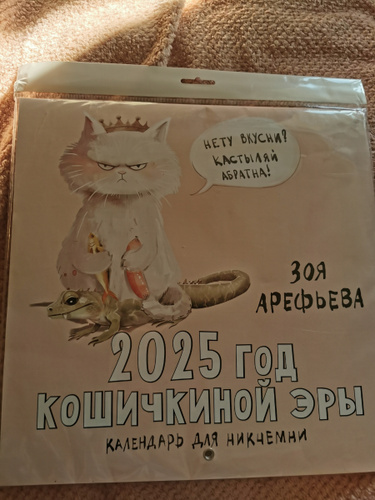 НЕТУ ВКУСНИ?
КАСТЫЛЯЙ
АБРАТНА!
ЗОЯ
АРЕФЬЕВА
2025 ГОД
КОШИЧКИНОЙ ЭРЫ
КАЛЕНДАРЬ ДЛЯ НИКЧЕМНИ